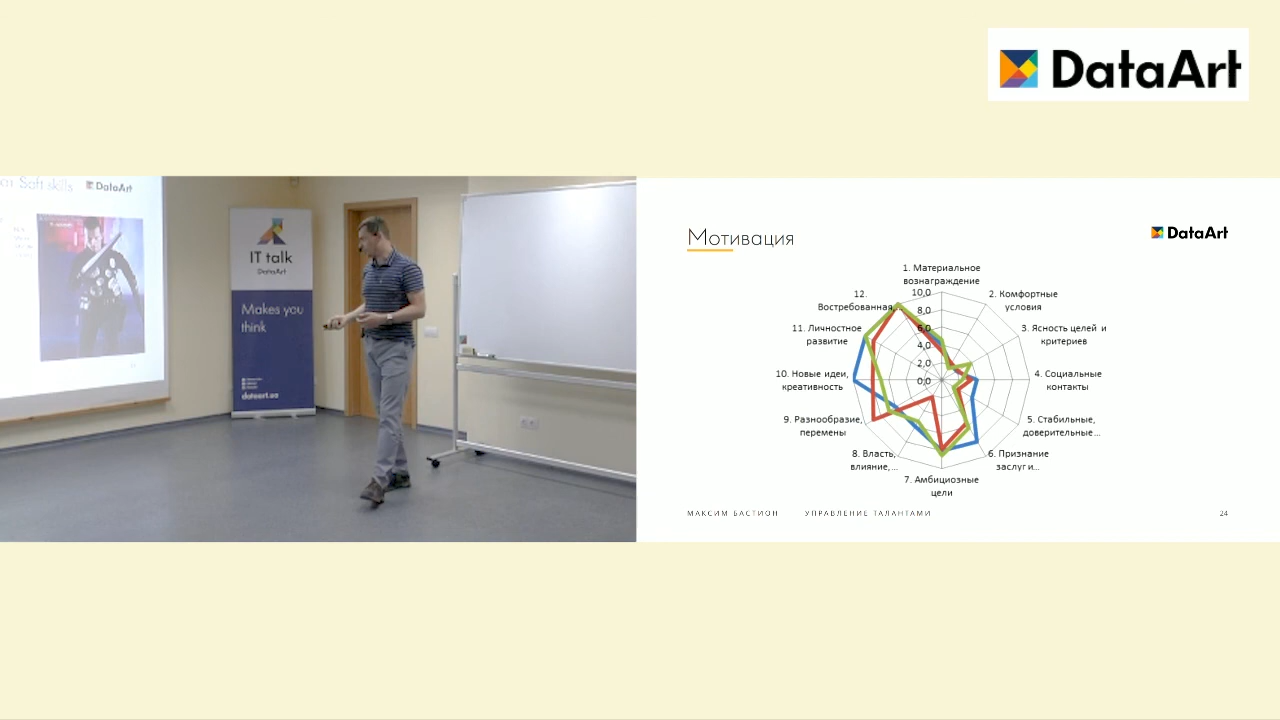 DataArt
Soft skills
DataArt
IT talk
DataArt
Makes you
think
dataart.ua
Мотивация
DataArt
1. Материальное
вознаграждение
10,0
8,0
6,0
4,0
2,0
0,0
2. Комфортные
условия
3. Ясность целей и
критериев
4. Социальные
контакты
5. Стабильные,
доверительные...
6. Признание
заслуг и...
7. Амбициозные
цели
8. Власть,
влияние,...
9. Разнообразие,
перемены
10. Новые идеи,
креативность
11. Личностное
развитие
12.
Востребованная,..
МАКСИМ БАСТИОН УПРАВЛЕНИЕ ТАЛАНТАМИ
24